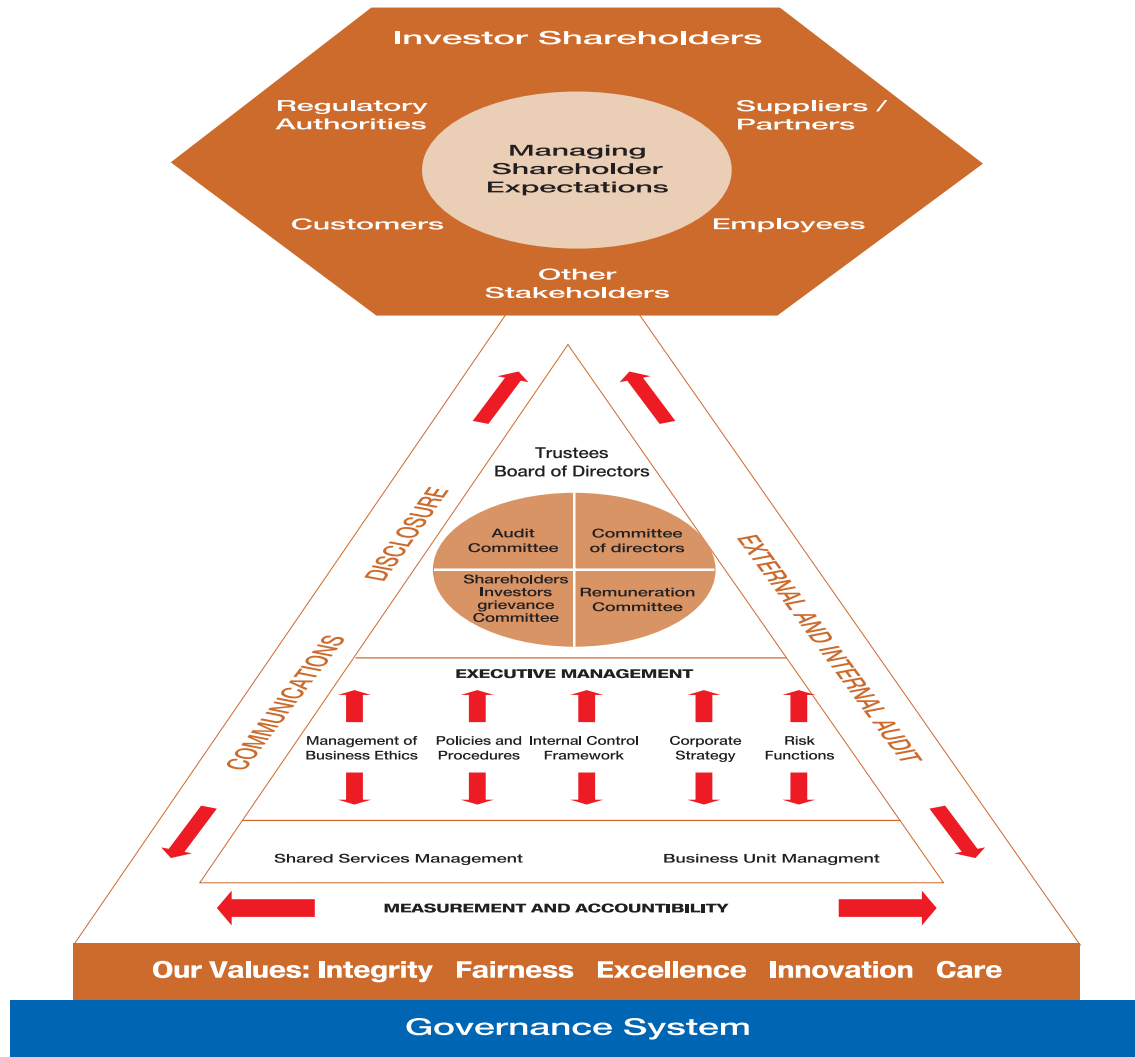 Investor Shareholders
Regulatory
Authorities
Suppliers /
Partners
Managing
Shareholder
Expectations
Customers
Employees
Other
Stakeholders
Trustees
Board of Directors
DISCLOSURE
COMMUNICATIONS
EXTERNAL AND INTERNAL AUDIT
Audit
Committee
Committee
of directors
Shareholders
Investors
grievance
Committee
Remuneration
Committee
EXECUTIVE MANAGEMENT
Management of
Business Ethics
Policies and
Procedures
Internal Control
Framework
Corporate
Strategy
Risk
Functions
Shared Services Management
Business Unit Managment
MEASUREMENT AND ACCOUNTIBILITY
Our Values: Integrity Fairness Excellence Innovation Care
Governance System